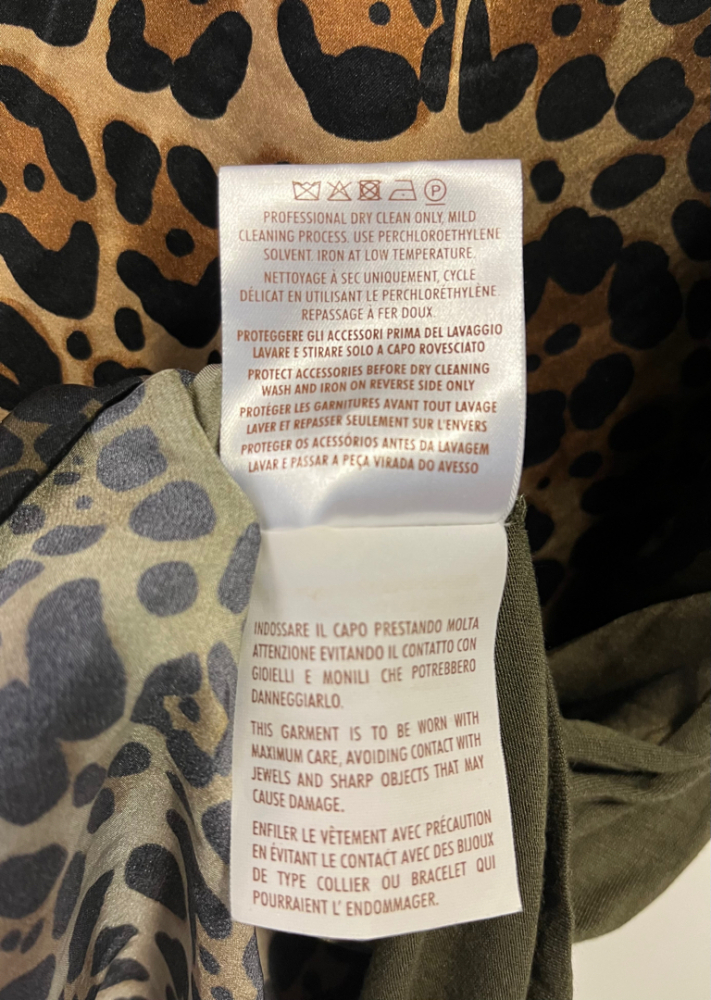 P
PROFESSIONAL DRY CLEAN ONLY, MILD
CLEANING PROCESS. USE PERCHLOROETHYLENE
SOLVENT. IRON AT LOW TEMPERATURE.
NETTOYAGE À SEC UNIQUEMENT, CYCLE
DÉLICAT EN UTILISANT LE PERCHLORÉTHYLÈNE.
REPASSAGE À FER DOUX.
PROTEGGERE GLI ACCESSORI PRIMA DEL LAVAGGIO
LAVARE E STIRARE SOLO A CAPO ROVESCIATO
PROTECT ACCESSORIES BEFORE DRY CLEANING
WASH AND IRON ON REVERSE SIDE ONLY
PROTÉGER LES GARNITURES AVANT TOUT LAVAGE
LAVER ET REPASSER SEULEMENT SUR L'ENVERS
PROTEGER OS ACESSÓRIOS ANTES DA LAVAGEM
LAVAR E PASSAR A PEÇA VIRADA DO AVESSO
INDOSSARE IL CAPO PRESTANDO MOLTA
ATTENZIONE EVITANDO IL CONTATTO CON
GIOIELLI E MONILI CHE POTREBBERO
DANNEGGIARLO.
THIS GARMENT IS TO BE WORN WITH
MAXIMUM CARE, AVOIDING CONTACT WITH
JEWELS AND SHARP OBJECTS THAT MAY
CAUSE DAMAGE.
ENFILER LE VÊTEMENT AVEC PRÉCAUTION
EN ÉVITANT LE CONTACT AVEC DES BIJOUX
DE TYPE COLLIER OU BRACELET QUI
POURRAIENT L' ENDOMMAGER.